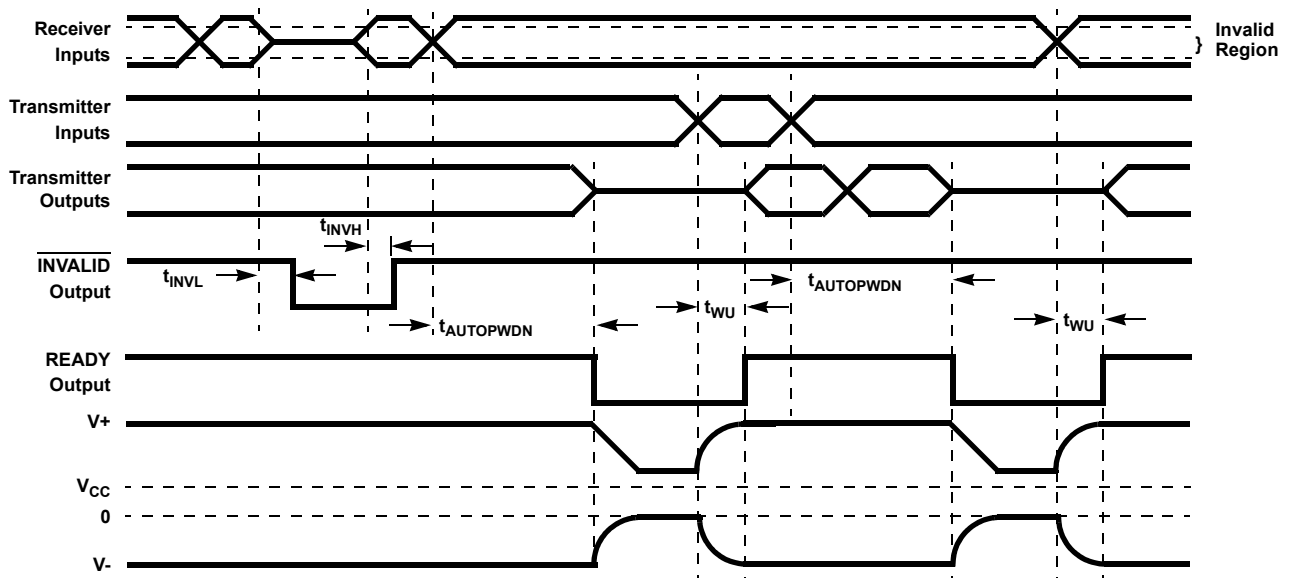 Receiver
Inputs
}
Invalid
Region
Transmitter
Inputs
Transmitter
Outputs
tINVH
INVALID
Output
tINVL
tAUTOPWDN
tWU
tAUTOPWDN
tWU
READY
Output
V+
VCC
0
V-